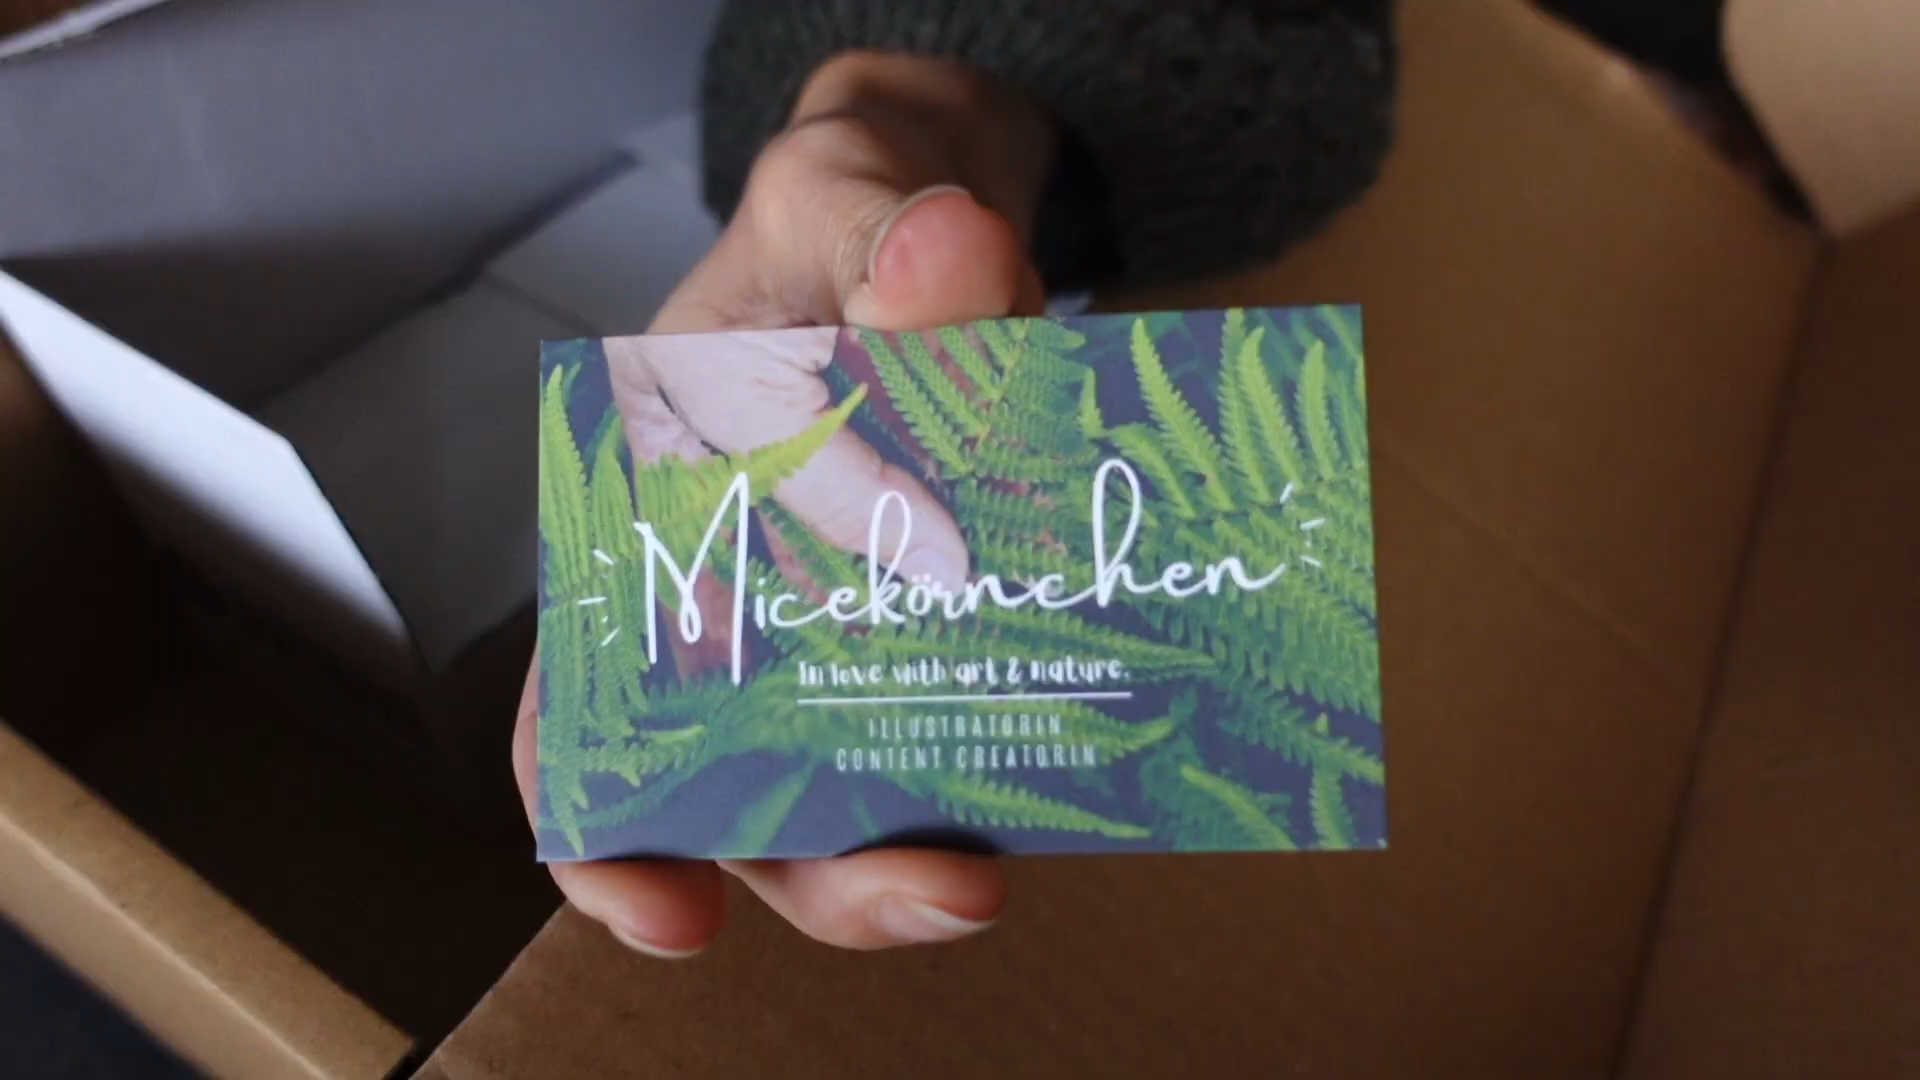 Micekörnchen
In love with art & nature.
ILLUSTRATORIN
CONTENT CREATORIN